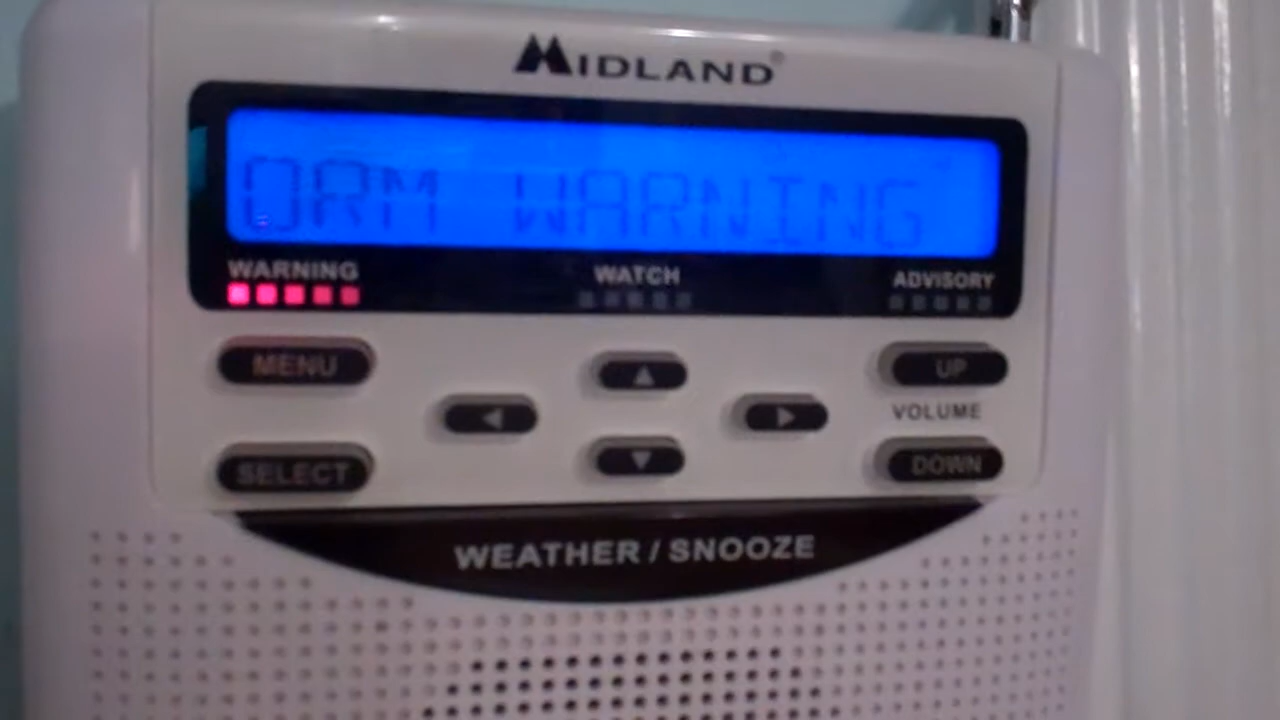 MIDLAND®
ORM WARNING
WARNING WATCH ADVISORY
MENU UP
VOLUME
SELECT DOWN
WEATHER / SNOOZE